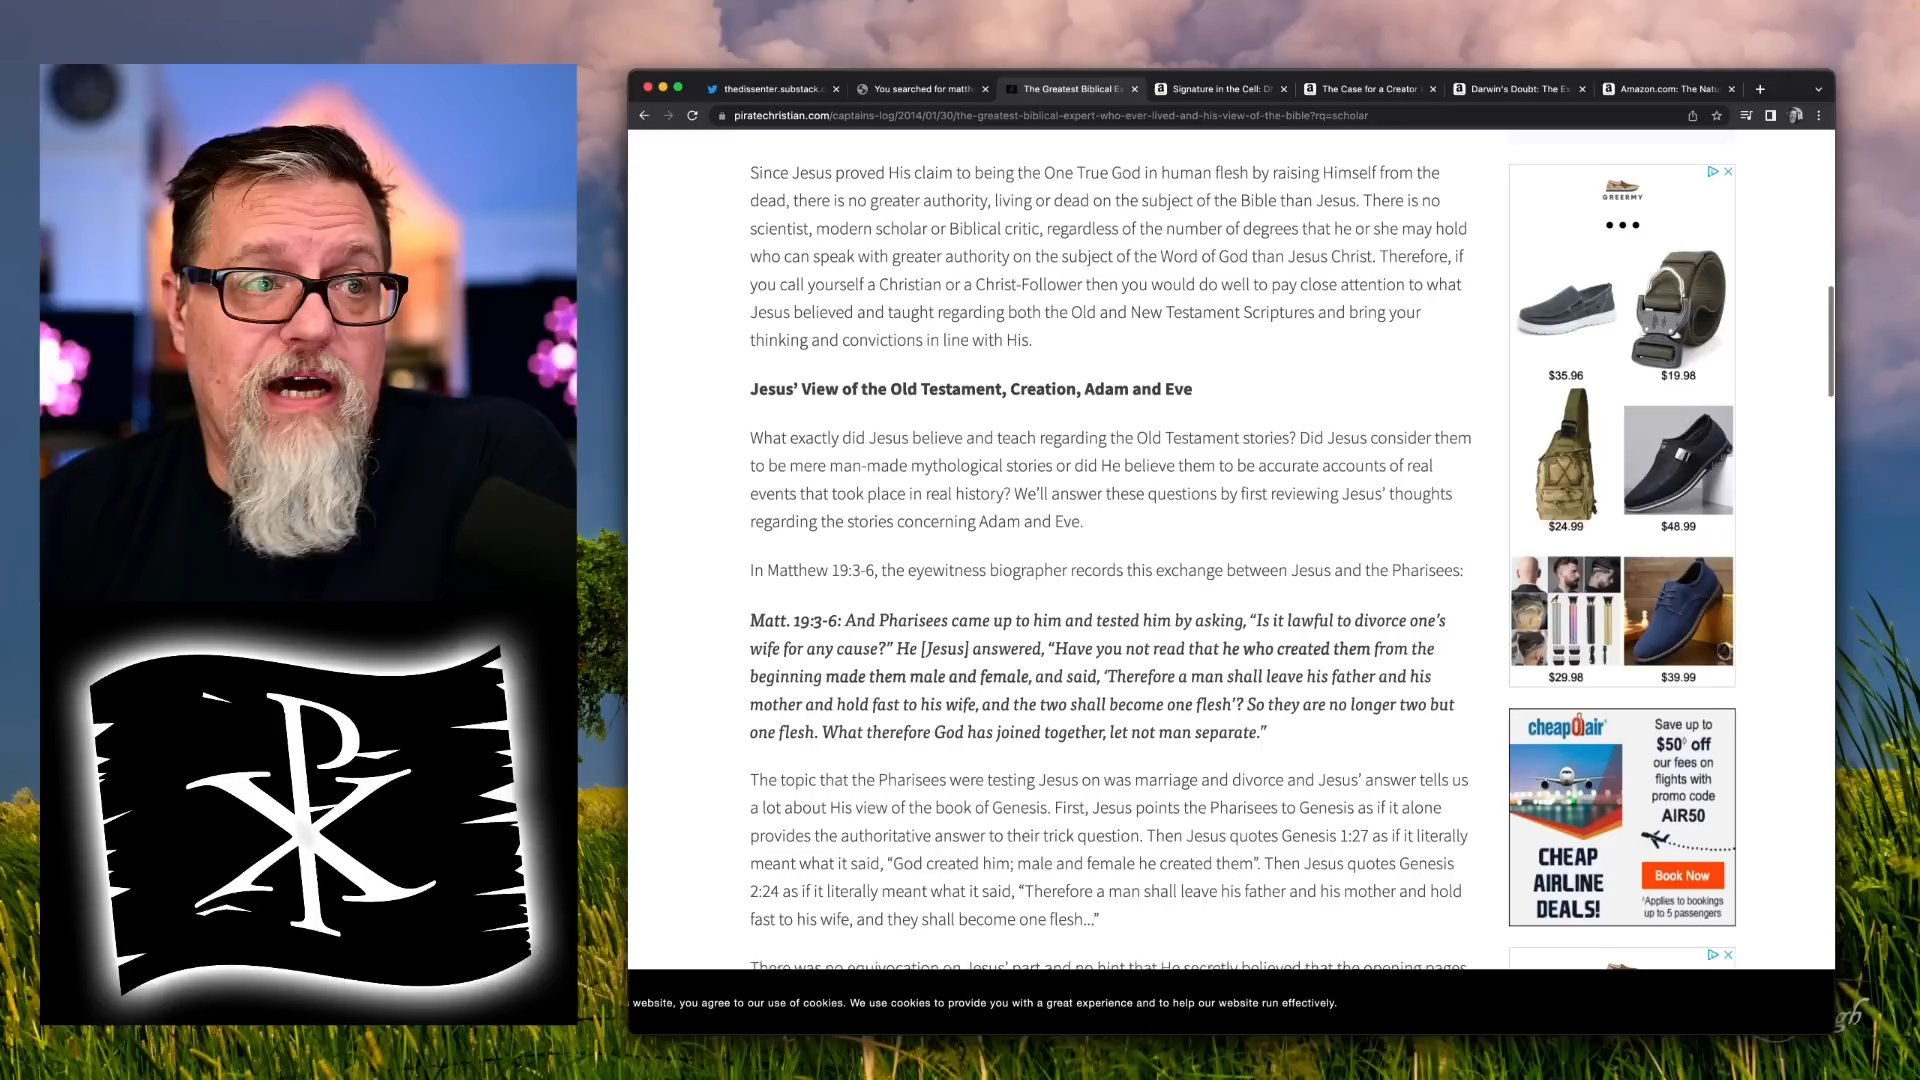 thedissenter.substack.c
You searched for matth
The Greatest Biblical Ex
Signature in the Cell: D
The Case for a Creator
Darwin's Doubt: The Ex
Amazon.com: The Natu
piratechristian.com/captains-log/2014/01/30/the-greatest-biblical-expert-who-ever-lived-and-his-view-of-the-bible?rq=scholar
Since Jesus proved His claim to being the One True God in human flesh by raising Himself from the
dead, there is no greater authority, living or dead on the subject of the Bible than Jesus. There is no
scientist, modern scholar or Biblical critic, regardless of the number of degrees that he or she may hold
who can speak with greater authority on the subject of the Word of God than Jesus Christ. Therefore, if
you call yourself a Christian or a Christ-Follower then you would do well to pay close attention to what
Jesus believed and taught regarding both the Old and New Testament Scriptures and bring your
thinking and convictions in line with His.
Jesus’ View of the Old Testament, Creation, Adam and Eve
What exactly did Jesus believe and teach regarding the Old Testament stories? Did Jesus consider them
to be mere man-made mythological stories or did He believe them to be accurate accounts of real
events that took place in real history? We’ll answer these questions by first reviewing Jesus’ thoughts
regarding the stories concerning Adam and Eve.
In Matthew 19:3-6, the eyewitness biographer records this exchange between Jesus and the Pharisees:
Matt. 19:3-6: And Pharisees came up to him and tested him by asking, “Is it lawful to divorce one’s
wife for any cause?” He [Jesus] answered, “Have you not read that he who created them from the
beginning made them male and female, and said, ‘Therefore a man shall leave his father and his
mother and hold fast to his wife, and the two shall become one flesh’? So they are no longer two but
one flesh. What therefore God has joined together, let not man separate.”
The topic that the Pharisees were testing Jesus on was marriage and divorce and Jesus’ answer tells us
a lot about His view of the book of Genesis. First, Jesus points the Pharisees to Genesis as if it alone
provides the authoritative answer to their trick question. Then Jesus quotes Genesis 1:27 as if it literally
meant what it said, “God created him; male and female he created them”. Then Jesus quotes Genesis
2:24 as if it literally meant what it said, “Therefore a man shall leave his father and his mother and hold
fast to his wife, and they shall become one flesh...”
There was no equivocation on Jesus’ part and no hint that He secretly believed that the opening pages
GREERMY
$35.96
$19.98
$24.99
$48.99
$29.98
$39.99
cheapOair
Save up to
$50◊ off
our fees on
flights with
promo code
AIR50
CHEAP
AIRLINE
DEALS!
Book Now
◊Applies to bookings
up to 5 passengers
website, you agree to our use of cookies. We use cookies to provide you with a great experience and to help our website run effectively.
gh